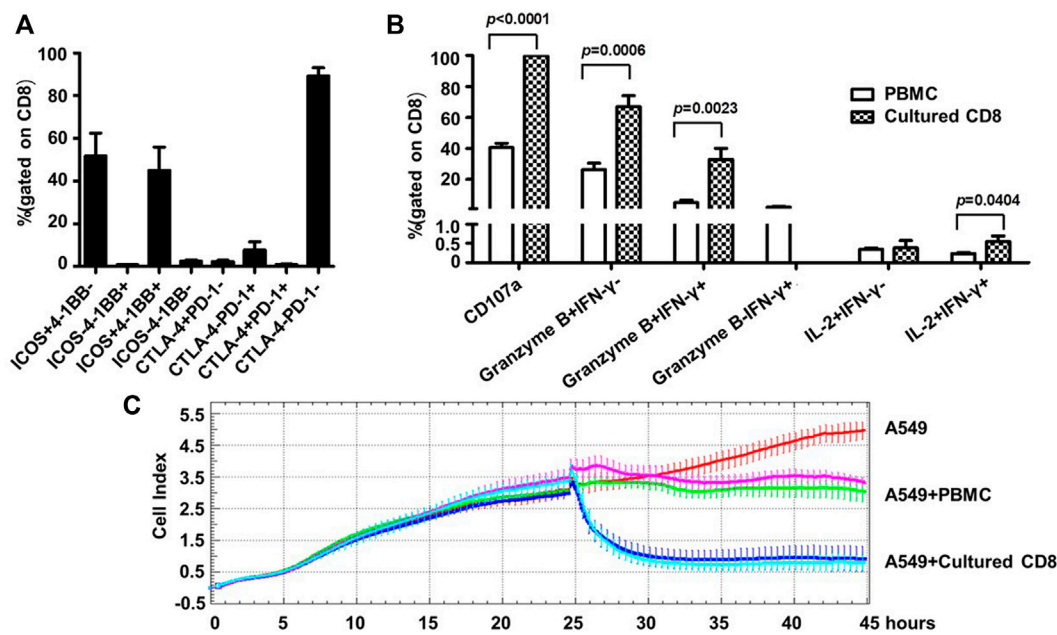 A
%(gated on CD8)
100
80
60
40
20
0
ICOS+4-1BB-
ICOS-4-1BB+
ICOS+4-1BB+
ICOS-4-1BB-
CTLA-4+PD-1-
CTLA-4-PD-1+
CTLA-4+PD-1+
CTLA-4-PD-1-
B
%(gated on CD8)
100
80
60
40
20
1.0
0.5
0
p<0.0001
p=0.0006
p=0.0023
p=0.0404
PBMC
Cultured CD8
CD107a
Granzyme B+IFN-γ-
Granzyme B+IFN-γ+
Granzyme B-IFN-γ+
IL-2+IFN-γ-
IL-2+IFN-γ+
C
Cell Index
5.5
4.5
3.5
2.5
1.5
0.5
-0.5
0 5 10 15 20 25 30 35 40 45 hours
A549
A549+PBMC
A549+Cultured CD8